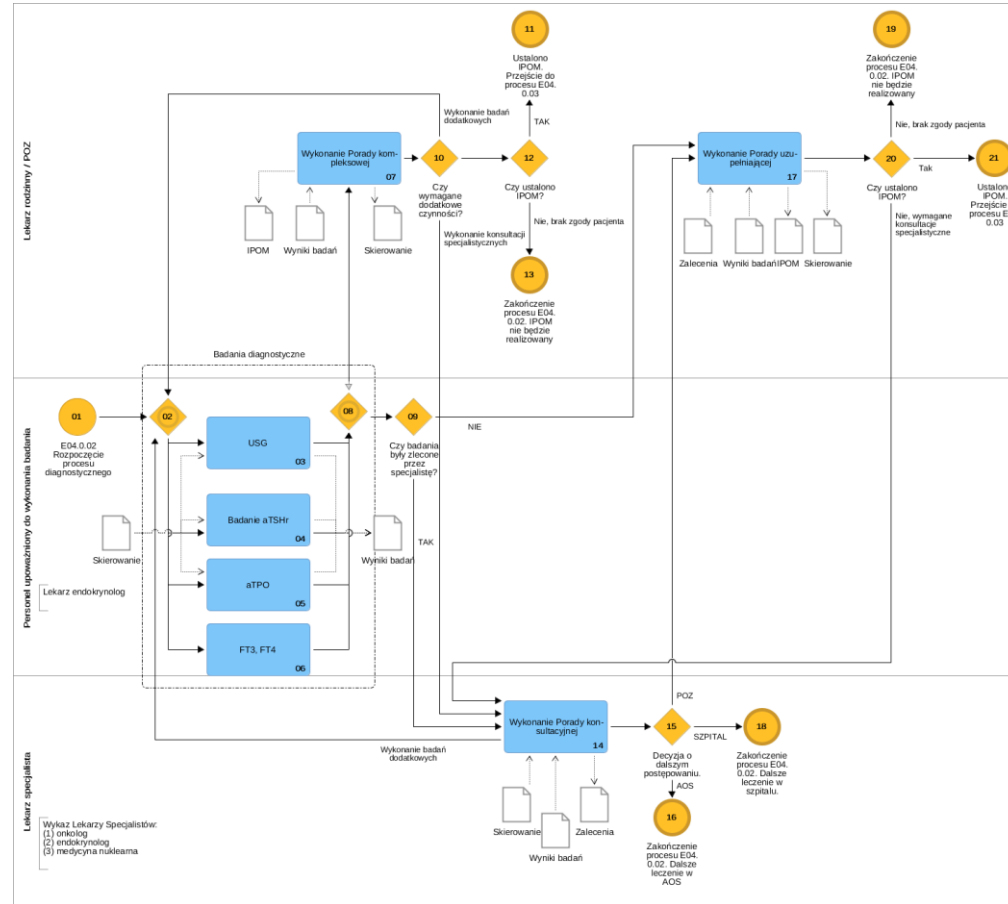 Lekarz rodzinny / POZ
11
Ustalono
IPOM.
Przejście do
procesu E04.
0.03
Wykonanie badań
dodatkowych
TAK
Wykonanie Porady kom-
pleksowej
07
10
12
Czy
wymagane
dodatkowe
czynności?
Czy ustalono
IPOM?
Nie, brak zgody pacjenta
Wykonanie konsultacji
specjalistycznych
IPOM
Wyniki badań
Skierowanie
13
Zakończenie
procesu E04.
0.02. IPOM
nie będzie
realizowany
19
Zakończenie
procesu E04.
0.02. IPOM
nie będzie
realizowany
Nie, brak zgody pacjenta
Wykonanie Porady uzu-
pełniającej
17
20
Tak
21
Czy ustalono
IPOM?
Nie, wymagane
konsultacje
specjalistyczne
Ustalono
IPOM.
Przejście
procesu E
0.03
Zalecenia
Wyniki badań
IPOM
Skierowanie
Badania diagnostyczne
Personel upoważniony do wykonania badania
01
E04.0.02
Rozpoczęcie
procesu
diagnostycznego
02
USG
03
Badanie aTSHr
04
aTPO
05
FT3, FT4
06
08
09
Czy badania
były zlecone
przez
specjalistę?
NIE
TAK
Skierowanie
Wyniki badań
Lekarz endokrynolog
Lekarz specjalista
Wykonanie badań
dodatkowych
Wykonanie Porady kon-
sultacyjnej
14
POZ
15
SZPITAL
18
Decyzja o
dalszym
postępowaniu.
AOS
Zakończenie
procesu E04.
0.02. Dalsze
leczenie w
szpitalu.
16
Zakończenie
procesu E04.
0.02. Dalsze
leczenie w
AOS
Skierowanie
Wyniki badań
Zalecenia
Wykaz Lekarzy Specjalistów:
(1) onkolog
(2) endokrynolog
(3) medycyna nuklearna